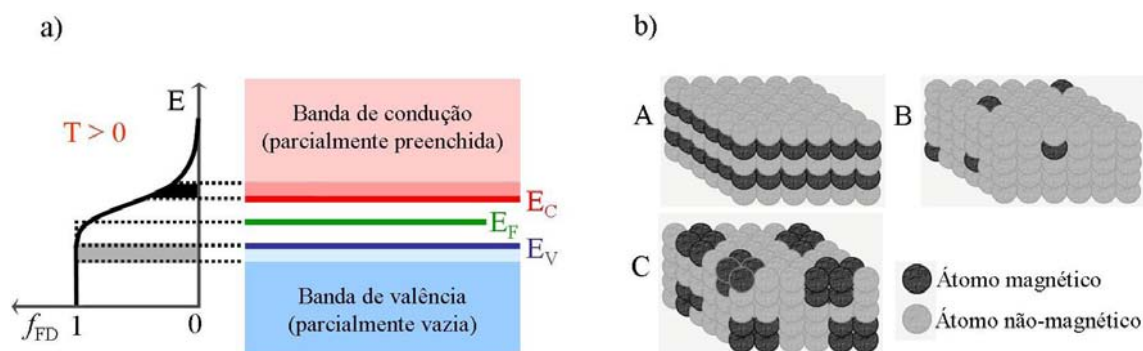 a)
E
T > 0
Banda de condução
(parcialmente preenchida)
E_C
E_F
E_V
Banda de valência
(parcialmente vazia)
f_FD 1 0
b)
A
B
C
Átomo magnético
Átomo não-magnético